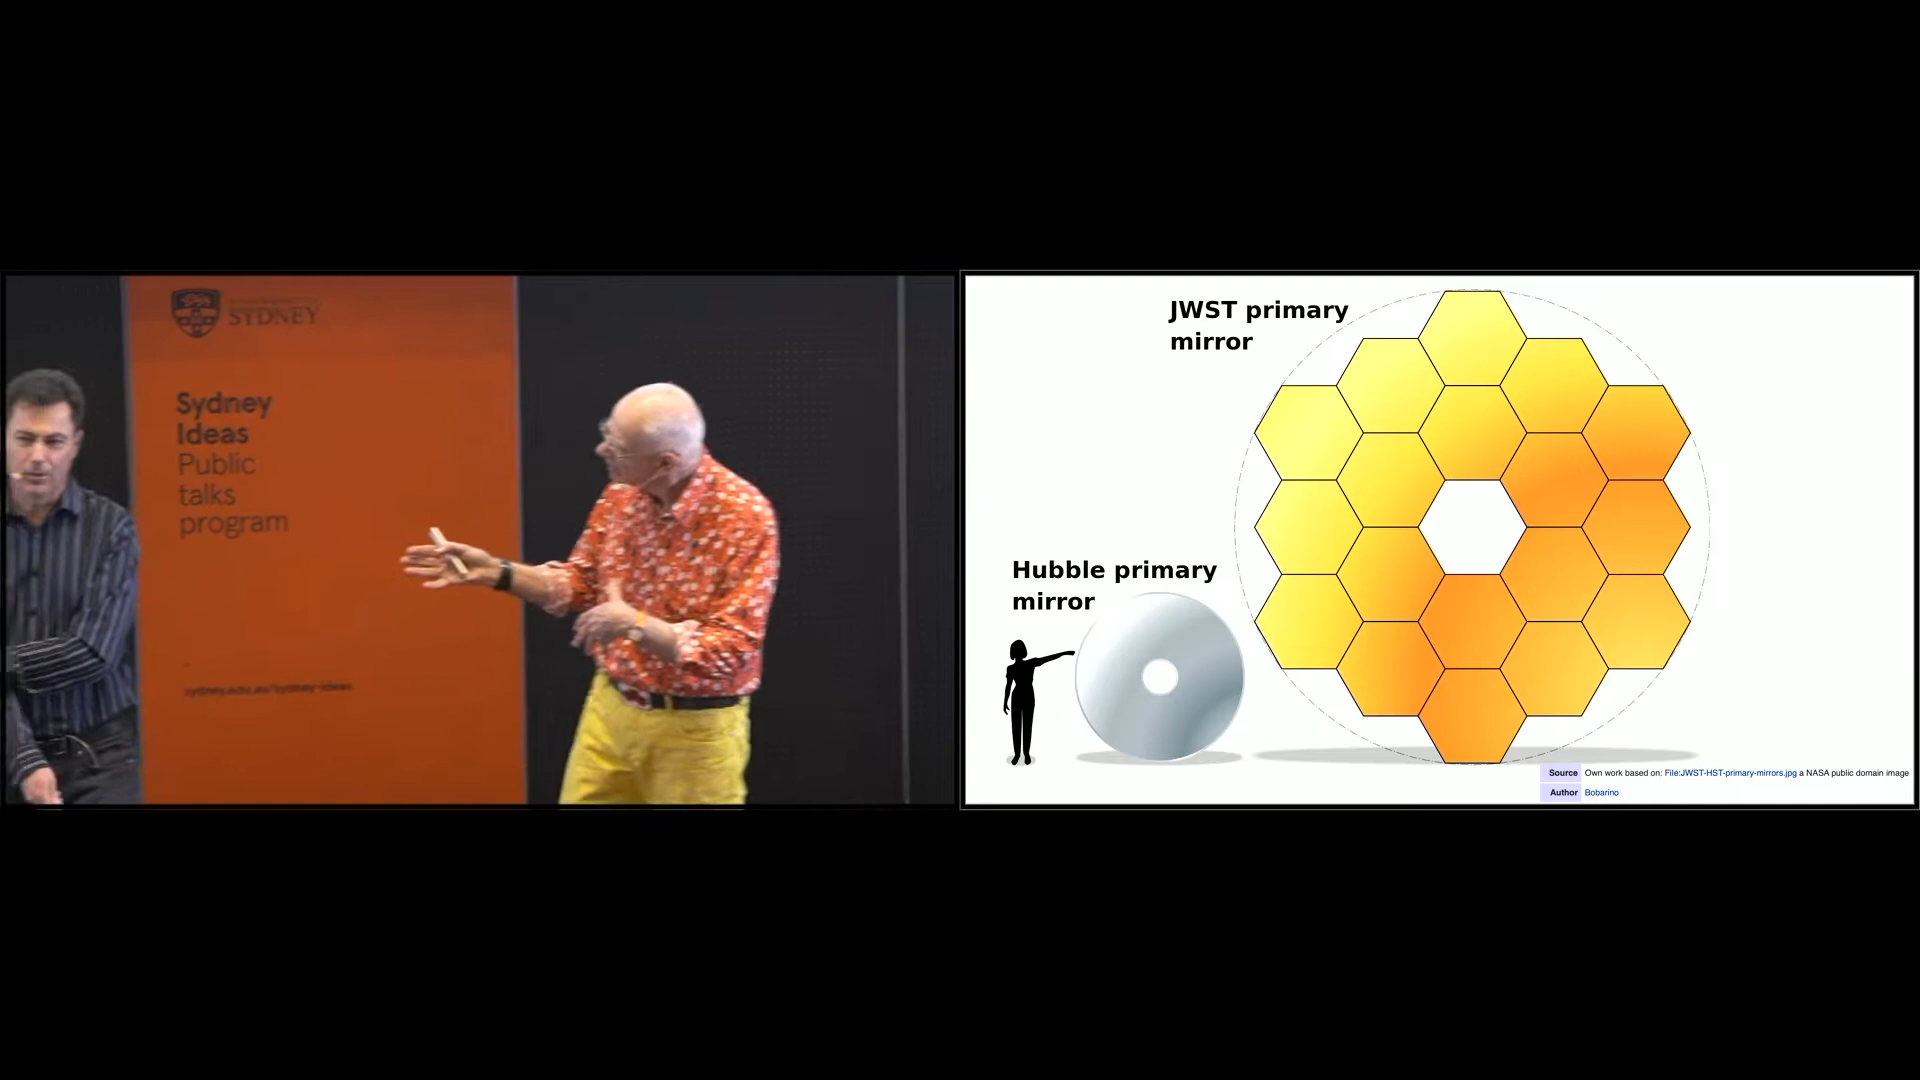 SYDNEY
Sydney
Ideas
Public
talks
program
sydney.edu.au/sydney-ideas
JWST primary
mirror
Hubble primary
mirror
Source Own work based on: File:JWST-HST-primary-mirrors.jpg a NASA public domain image
Author Bobarino